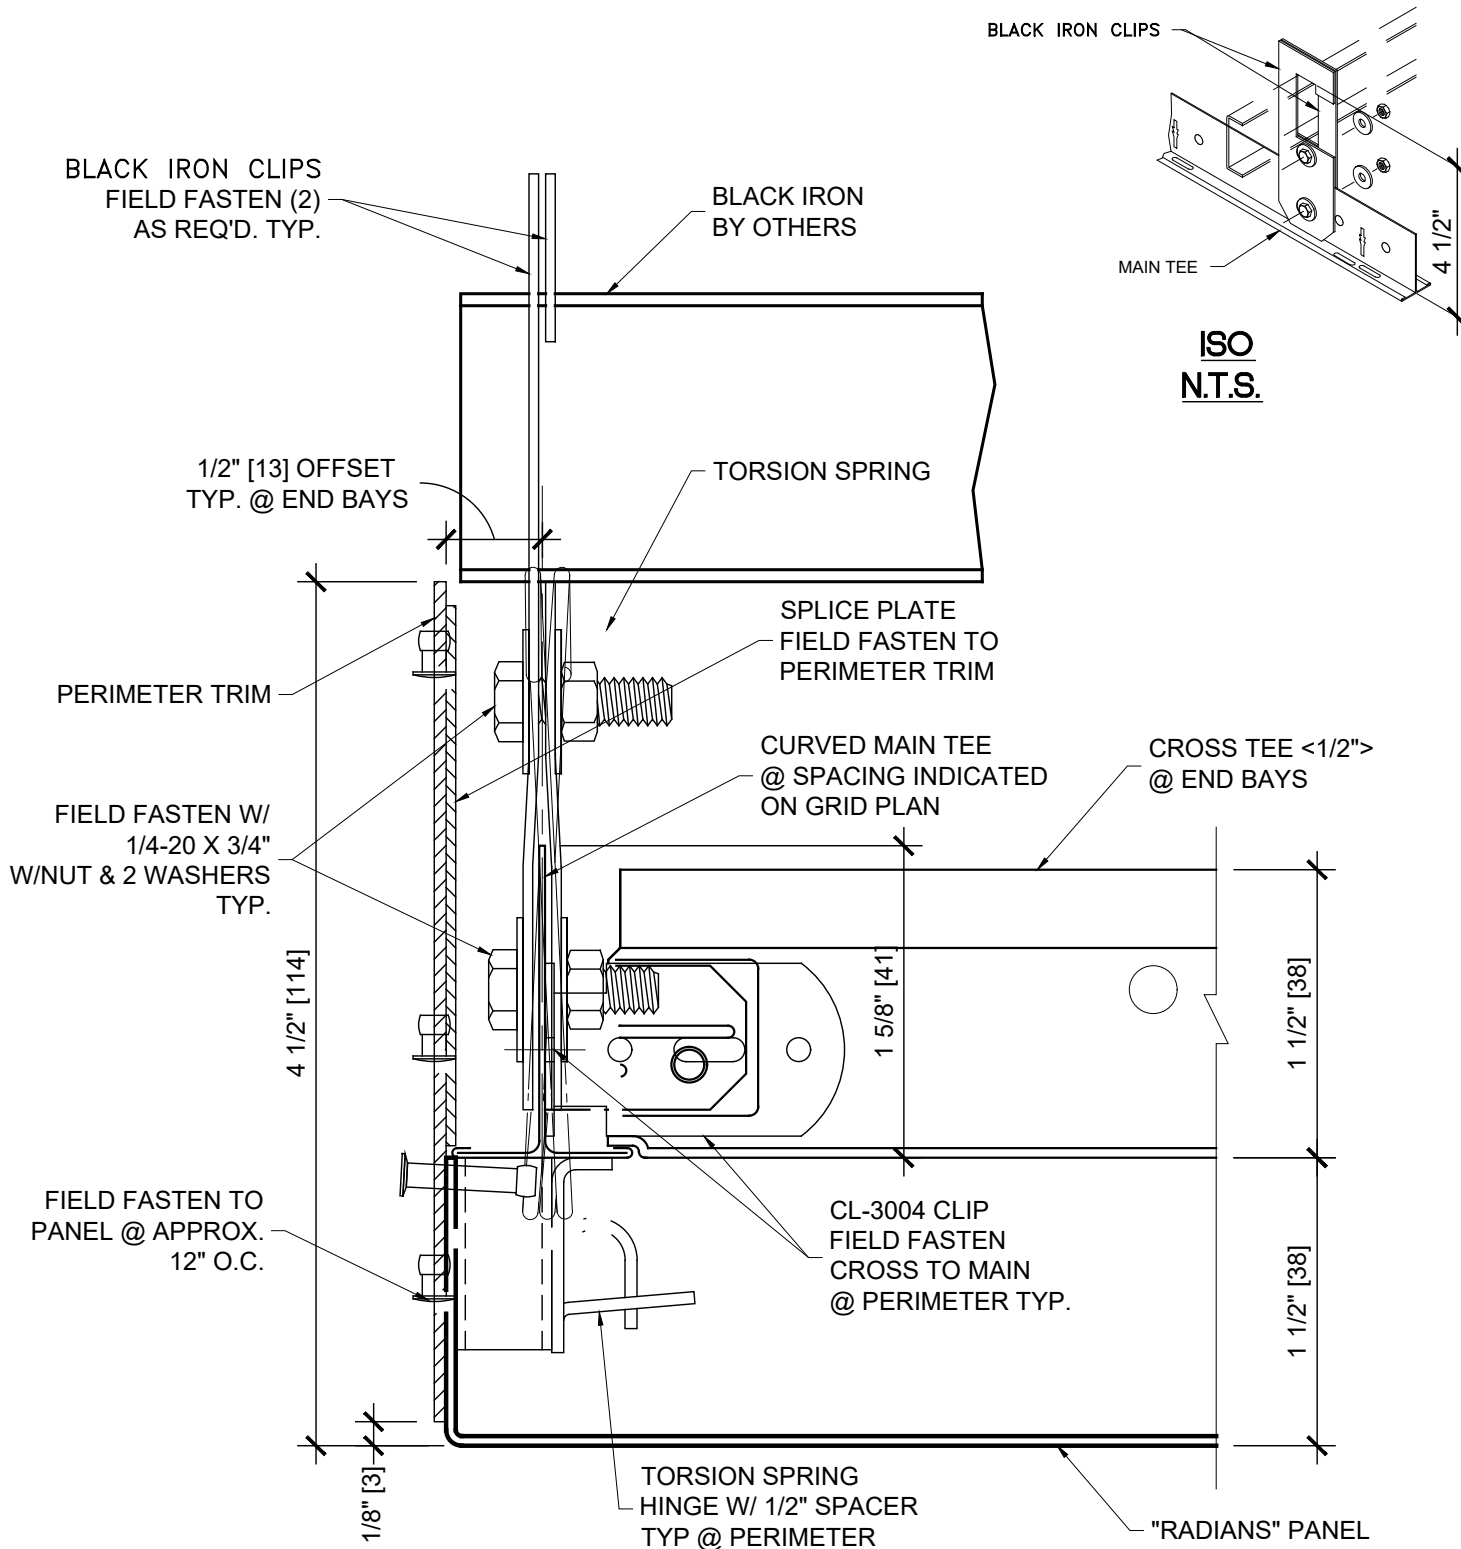 BLACK IRON CLIPS
MAIN TEE
4 1/2"
ISO
N.T.S.
BLACK IRON CLIPS
FIELD FASTEN (2)
AS REQ'D. TYP.
BLACK IRON
BY OTHERS
1/2" [13] OFFSET
TYP. @ END BAYS
TORSION SPRING
SPLICE PLATE
FIELD FASTEN TO
PERIMETER TRIM
PERIMETER TRIM
CURVED MAIN TEE
@ SPACING INDICATED
ON GRID PLAN
CROSS TEE <1/2">
@ END BAYS
FIELD FASTEN W/
1/4-20 X 3/4"
W/NUT & 2 WASHERS
TYP.
4 1/2" [114]
1 5/8" [41]
1 1/2" [38]
FIELD FASTEN TO
PANEL @ APPROX.
12" O.C.
CL-3004 CLIP
FIELD FASTEN
CROSS TO MAIN
@ PERIMETER TYP.
1 1/2" [38]
1/8" [3]
TORSION SPRING
HINGE W/ 1/2" SPACER
TYP @ PERIMETER
"RADIANS" PANEL